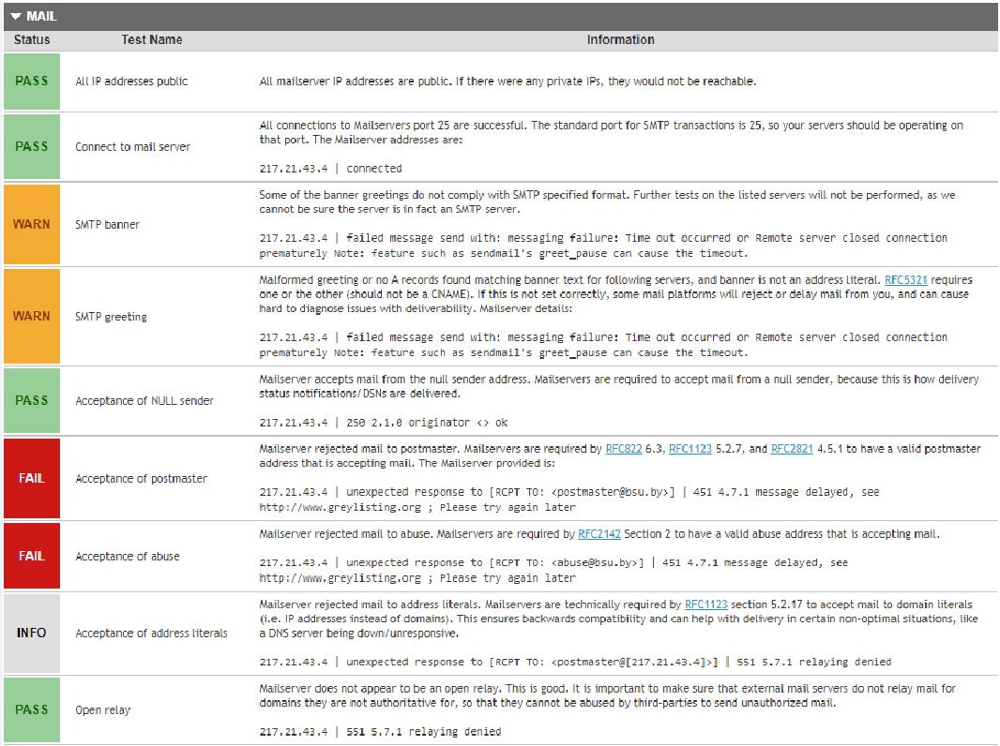 MAIL
Status Test Name Information
PASS All IP addresses public All mailserver IP addresses are public. If there were any private IPs, they would not be reachable.
PASS Connect to mail server
All connections to Mailservers port 25 are successful. The standard port for SMTP transactions is 25, so your servers should be operating on
that port. The Mailserver addresses are:
217.21.43.4 | connected
WARN SMTP banner
Some of the banner greetings do not comply with SMTP specified format. Further tests on the listed servers will not be performed, as we
cannot be sure the server is in fact an SMTP server.
217.21.43.4 | failed message send with: messaging failure: Time out occurred or Remote server closed connection
prematurely Note: feature such as sendmail's greet_pause can cause the timeout.
WARN SMTP greeting
Malformed greeting or no A records found matching banner text for following servers, and banner is not an address literal. RFC5321 requires
one or the other (should not be a CNAME). If this is not set correctly, some mail platforms will reject or delay mail from you, and can cause
hard to diagnose issues with deliverability. Mailserver details:
217.21.43.4 | failed message send with: messaging failure: Time out occurred or Remote server closed connection
prematurely Note: feature such as sendmail's greet_pause can cause the timeout.
PASS Acceptance of NULL sender
Mailserver accepts mail from the null sender address. Mailservers are required to accept mail from a null sender, because this is how delivery
status notifications/DSNs are delivered.
217.21.43.4 | 250 2.1.0 originator <> ok
FAIL Acceptance of postmaster
Mailserver rejected mail to postmaster. Mailservers are required by RFC822 6.3, RFC1123 5.2.7, and RFC2821 4.5.1 to have a valid postmaster
address that is accepting mail. The Mailserver provided is:
217.21.43.4 | unexpected response to [RCPT TO: <postmaster@bsu.by>] | 451 4.7.1 message delayed, see
http://www.greylisting.org ; Please try again later
FAIL Acceptance of abuse
Mailserver rejected mail to abuse. Mailservers are required by RFC2142 Section 2 to have a valid abuse address that is accepting mail.
217.21.43.4 | unexpected response to [RCPT TO: <abuse@bsu.by>] | 451 4.7.1 message delayed, see
http://www.greylisting.org ; Please try again later
INFO Acceptance of address literals
Mailserver rejected mail to address literals. Mailservers are technically required by RFC1123 section 5.2.17 to accept mail to domain literals
(i.e. IP addresses instead of domains). This ensures backwards compatibility and can help with delivery in certain non-optimal situations, like
a DNS server being down/unresponsive.
217.21.43.4 | unexpected response to [RCPT TO: <postmaster@[217.21.43.4]>] | 551 5.7.1 relaying denied
PASS Open relay
Mailserver does not appear to be an open relay. This is good. It is important to make sure that external mail servers do not relay mail for
domains they are not authoritative for, so that they cannot be abused by third-parties to send unauthorized mail.
217.21.43.4 | 551 5.7.1 relaying denied